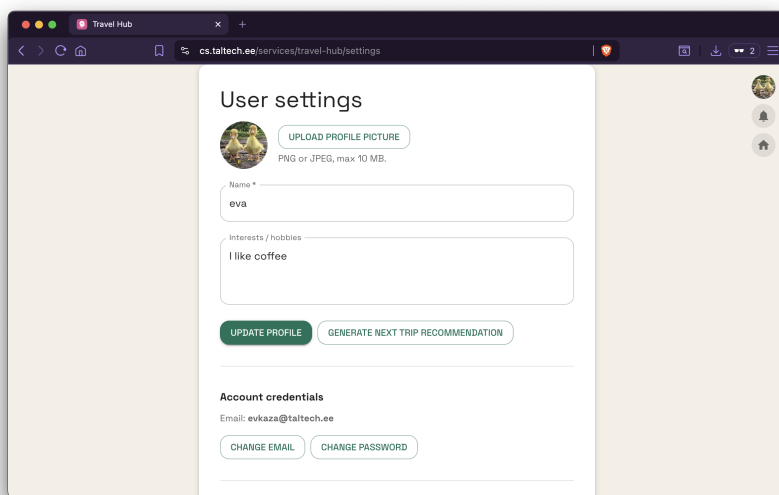 Travel Hub
cs.taltech.ee/services/travel-hub/settings
2
User settings
UPLOAD PROFILE PICTURE
PNG or JPEG, max 10 MB.
Name *
eva
Interests / hobbies
I like coffee
UPDATE PROFILE
GENERATE NEXT TRIP RECOMMENDATION
Account credentials
Email: evkaza@taltech.ee
CHANGE EMAIL
CHANGE PASSWORD